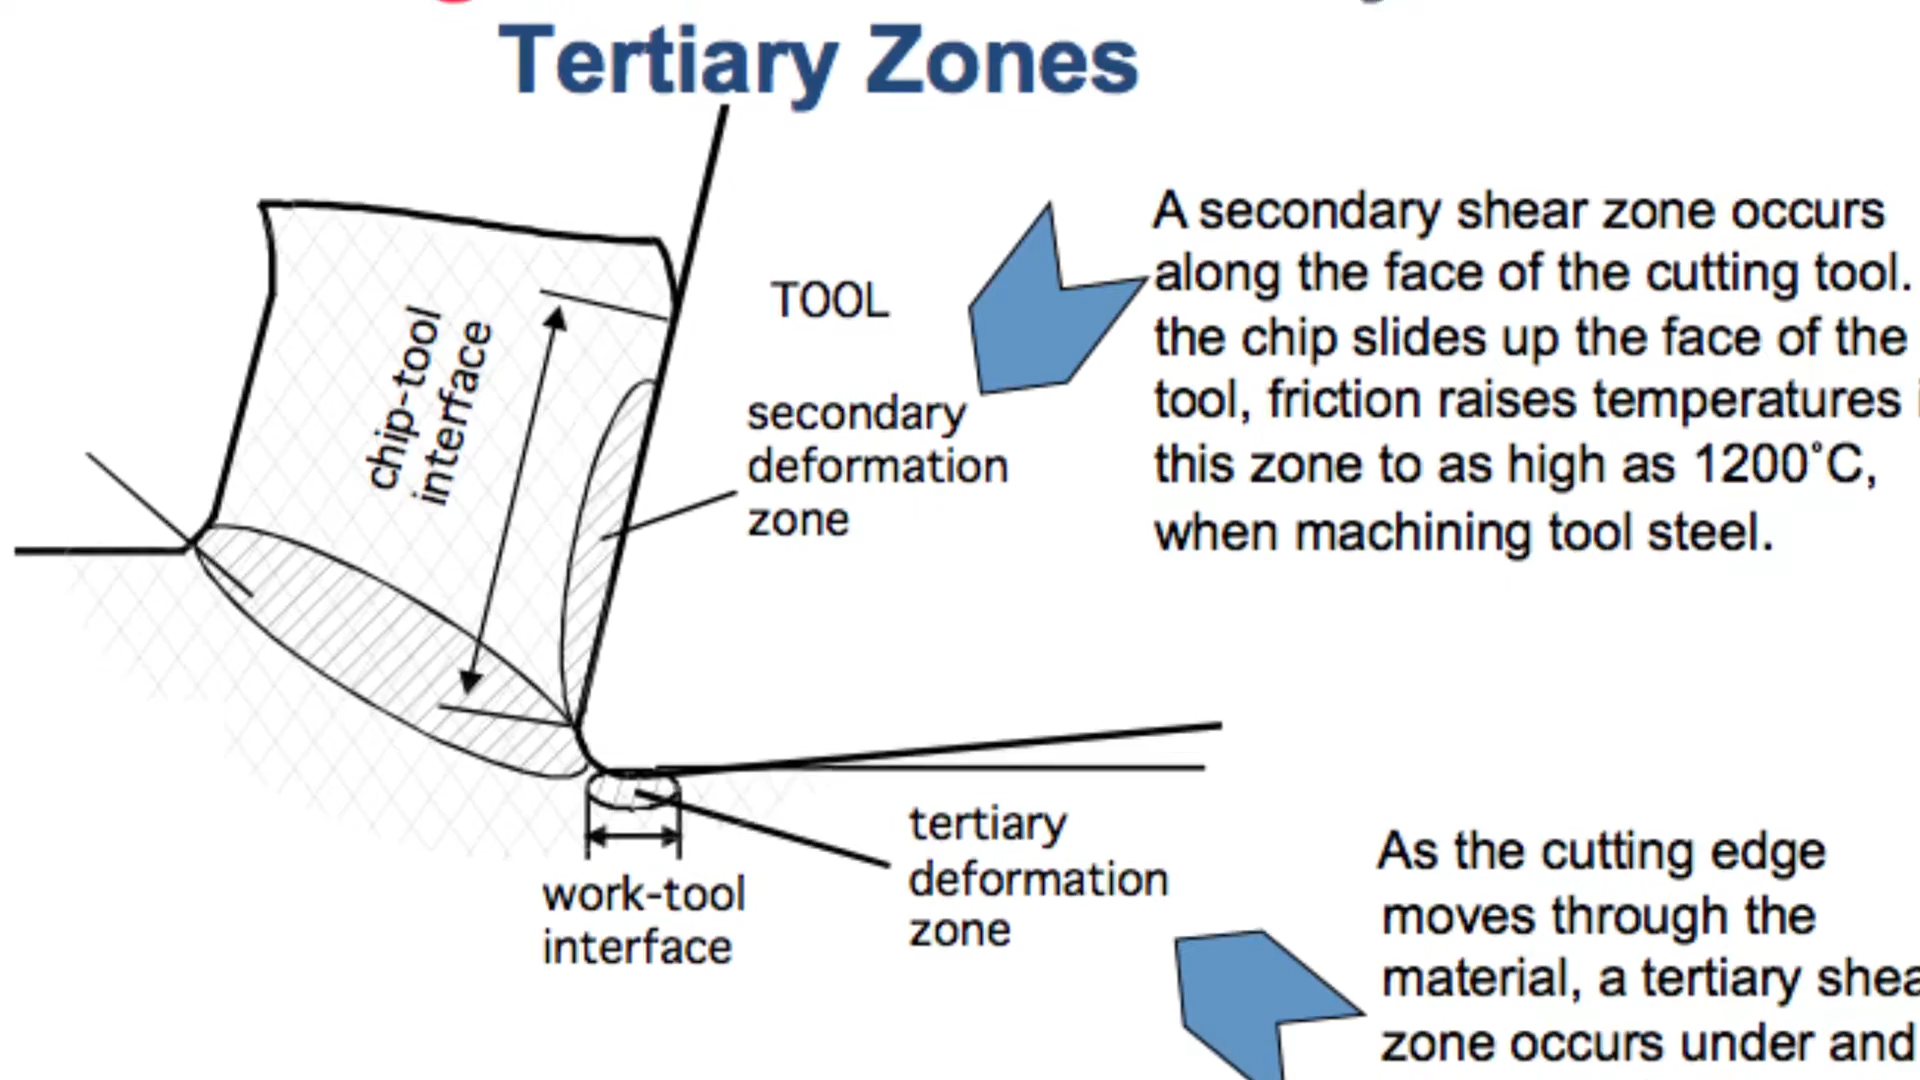 Tertiary Zones
A secondary shear zone occurs
along the face of the cutting tool.
the chip slides up the face of the
tool, friction raises temperatures
this zone to as high as 1200°C,
when machining tool steel.
TOOL
chip-tool
interface
secondary
deformation
zone
tertiary
deformation
zone
work-tool
interface
As the cutting edge
moves through the
material, a tertiary
zone occurs under and